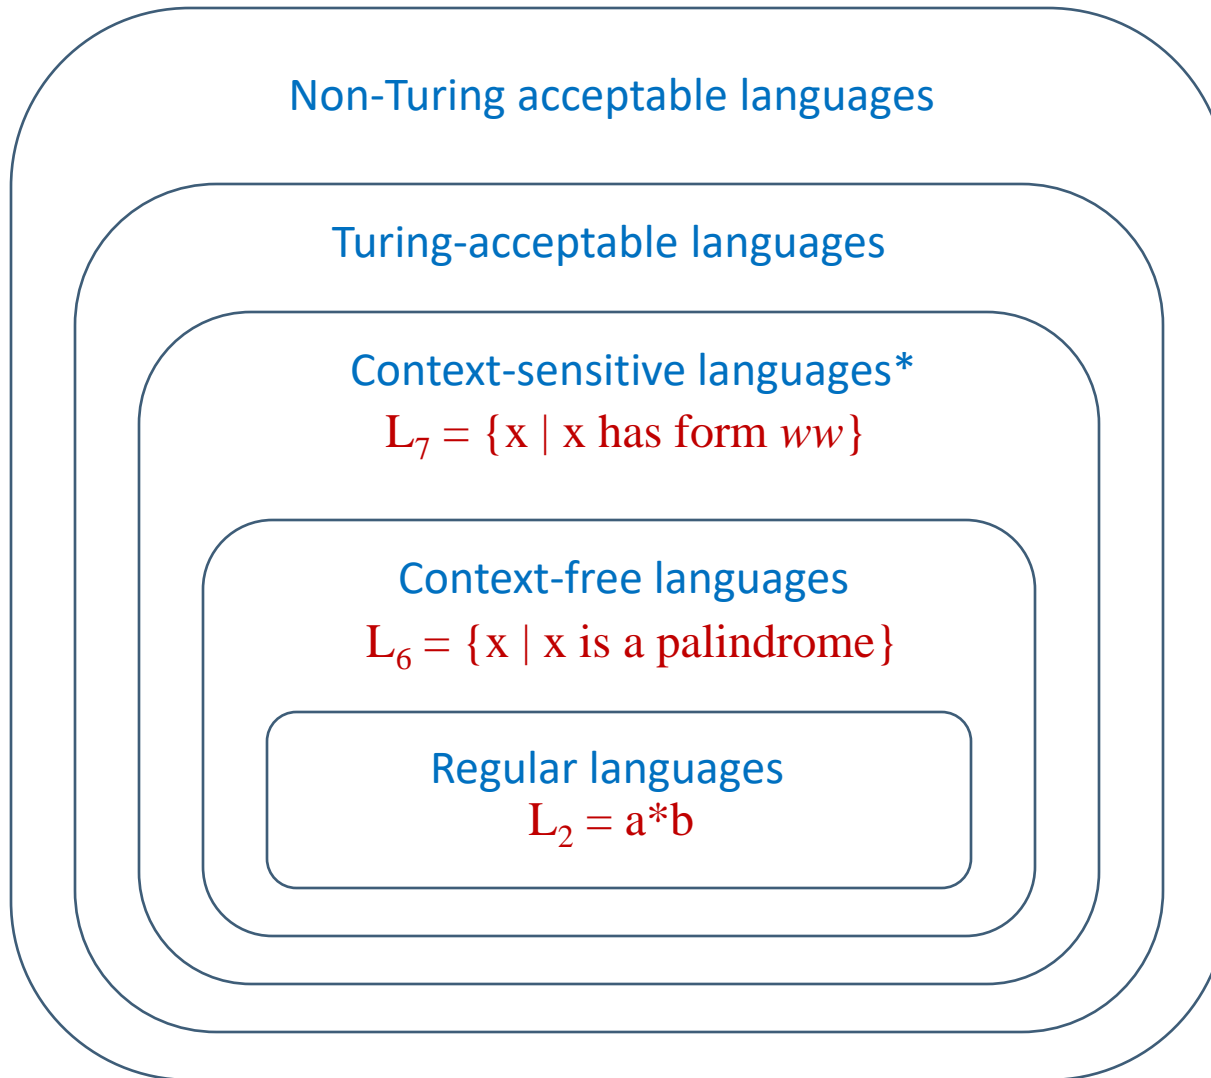 Non-Turing acceptable languages
Turing-acceptable languages
Context-sensitive languages*
L₇ = {x | x has form ww}
Context-free languages
L₆ = {x | x is a palindrome}
Regular languages
L₂ = a*b